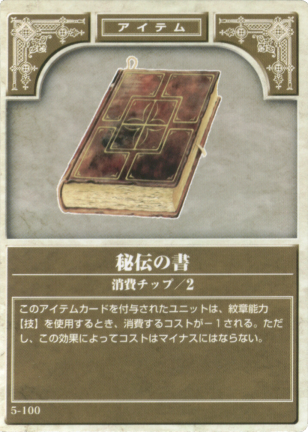 アイテム
秘伝の書
消費チップ／2
このアイテムカードを付与されたユニットは、紋章能力
【技】を使用するとき、消費するコストが－1される。ただ
し、この効果によってコストはマイナスにはならない。
5-100